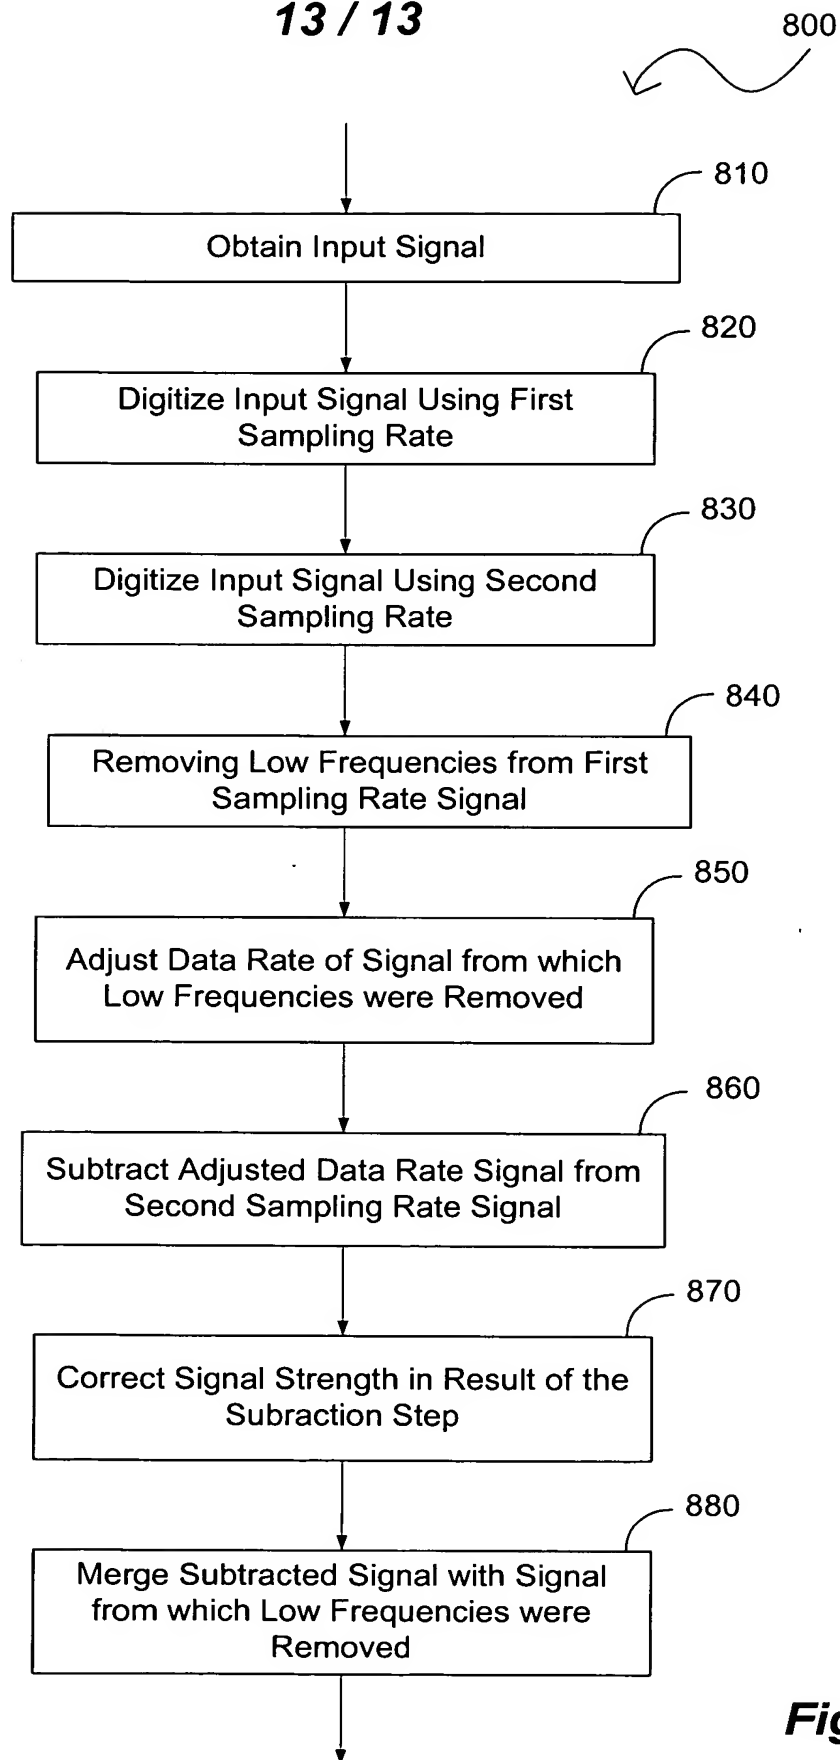 13 / 13
800
810
Obtain Input Signal
820
Digitize Input Signal Using First
Sampling Rate
830
Digitize Input Signal Using Second
Sampling Rate
840
Removing Low Frequencies from First
Sampling Rate Signal
850
Adjust Data Rate of Signal from which
Low Frequencies were Removed
860
Subtract Adjusted Data Rate Signal from
Second Sampling Rate Signal
870
Correct Signal Strength in Result of the
Subraction Step
880
Merge Subtracted Signal with Signal
from which Low Frequencies were
Removed